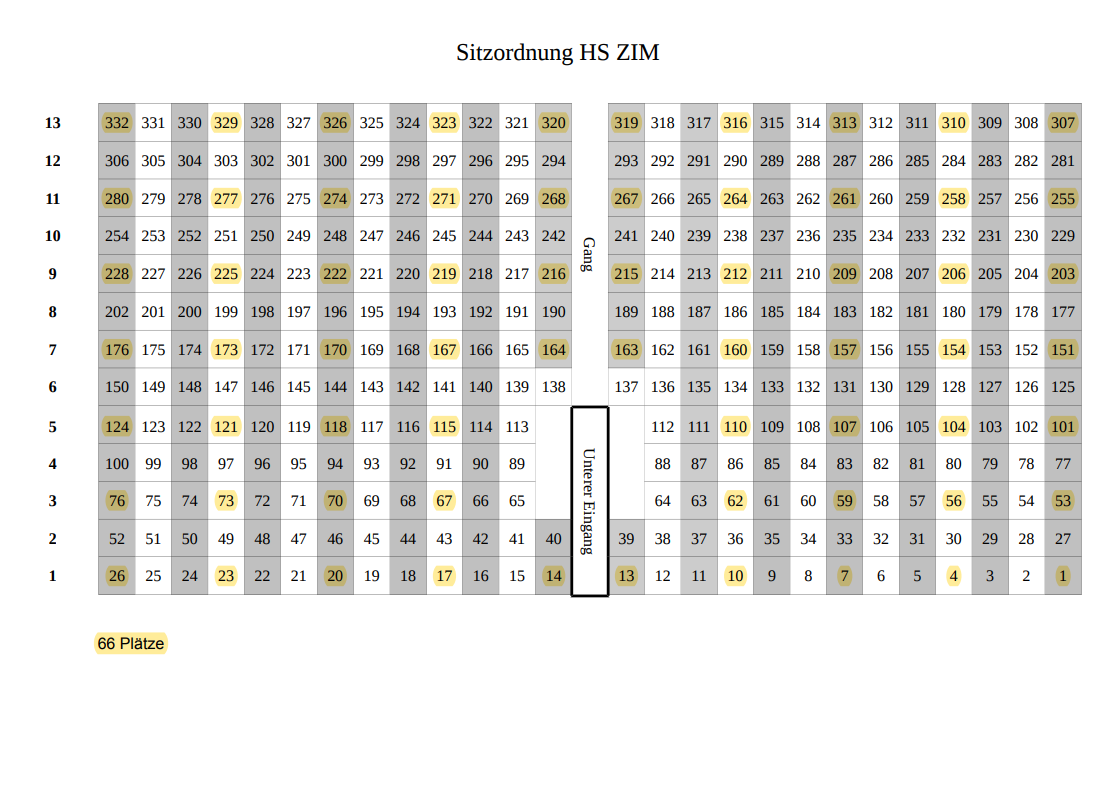 Sitzordnung HS ZIM
13 332 331 330 329 328 327 326 325 324 323 322 321 320 319 318 317 316 315 314 313 312 311 310 309 308 307
12 306 305 304 303 302 301 300 299 298 297 296 295 294 293 292 291 290 289 288 287 286 285 284 283 282 281
11 280 279 278 277 276 275 274 273 272 271 270 269 268 267 266 265 264 263 262 261 260 259 258 257 256 255
10 254 253 252 251 250 249 248 247 246 245 244 243 242 241 240 239 238 237 236 235 234 233 232 231 230 229
Gang
9 228 227 226 225 224 223 222 221 220 219 218 217 216 215 214 213 212 211 210 209 208 207 206 205 204 203
8 202 201 200 199 198 197 196 195 194 193 192 191 190 189 188 187 186 185 184 183 182 181 180 179 178 177
7 176 175 174 173 172 171 170 169 168 167 166 165 164 163 162 161 160 159 158 157 156 155 154 153 152 151
6 150 149 148 147 146 145 144 143 142 141 140 139 138 137 136 135 134 133 132 131 130 129 128 127 126 125
5 124 123 122 121 120 119 118 117 116 115 114 113 112 111 110 109 108 107 106 105 104 103 102 101
4 100 99 98 97 96 95 94 93 92 91 90 89 88 87 86 85 84 83 82 81 80 79 78 77
Unterer Eingang
3 76 75 74 73 72 71 70 69 68 67 66 65 64 63 62 61 60 59 58 57 56 55 54 53
2 52 51 50 49 48 47 46 45 44 43 42 41 40 39 38 37 36 35 34 33 32 31 30 29 28 27
1 26 25 24 23 22 21 20 19 18 17 16 15 14 13 12 11 10 9 8 7 6 5 4 3 2 1
66 Plätze